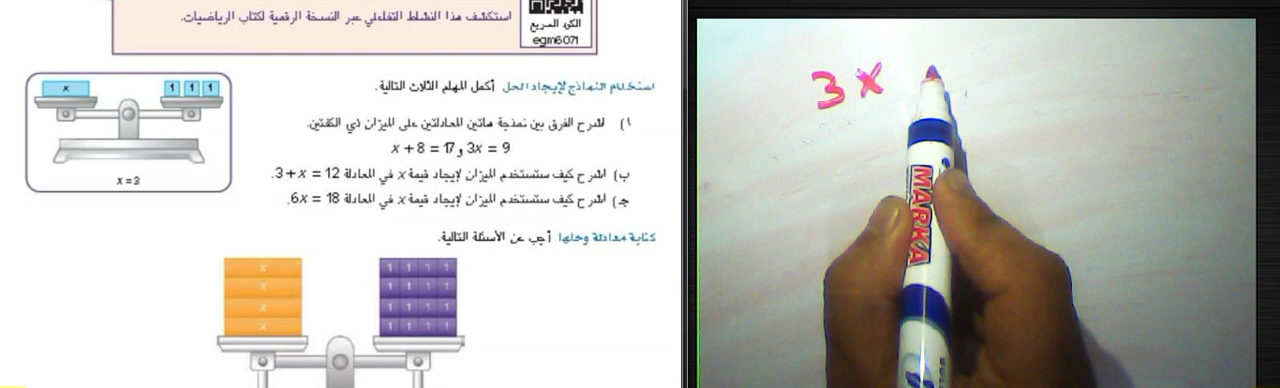 استكشف هذا النشاط التفاعلي عبر النسخة الرقمية لكتاب الرياضيات.
الكود السريع
egm6071
استخدام النماذج لإيجاد الحل أكمل المهام الثلاث التالية.
أ) اشرح الفرق بين نمذجة هاتين المعادلتين على الميزان ذي الكفتين.
3x = 9 و x + 8 = 17
ب) اشرح كيف ستستخدم الميزان لإيجاد قيمة x في المعادلة 3 + x = 12.
ج) اشرح كيف ستستخدم الميزان لإيجاد قيمة x في المعادلة 6x = 18.
x 1 1 1
x = 3
كتابة معادلة وحلها أجب عن الأسئلة التالية.
x 1 1 1 1
x 1 1 1 1
x 1 1 1 1
x 1 1 1 1
3x
MARKA